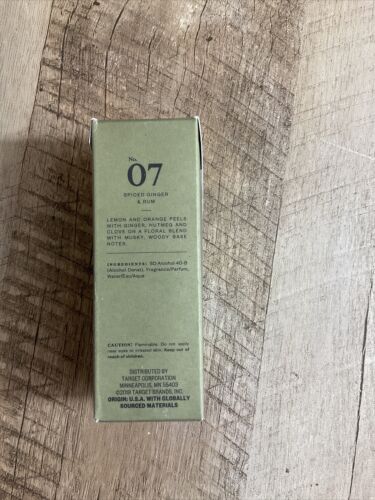 No.
07
SPICED GINGER
& RUM
LEMON AND ORANGE PEELS
WITH GINGER, NUTMEG AND
CLOVE ON A FLORAL BLEND
WITH MUSKY, WOODY BASE
NOTES.
INGREDIENTS: SD Alcohol 40-B
(Alcohol Denat), Fragrance/Parfum,
Water/Eau/Aqua
CAUTION: Flammable. Do not apply
near eyes or irritated skin. Keep out of
reach of children.
DISTRIBUTED BY
TARGET CORPORATION
MINNEAPOLIS, MN 55403
©2019 TARGET BRANDS, INC.
ORIGIN: U.S.A. WITH GLOBALLY
SOURCED MATERIALS